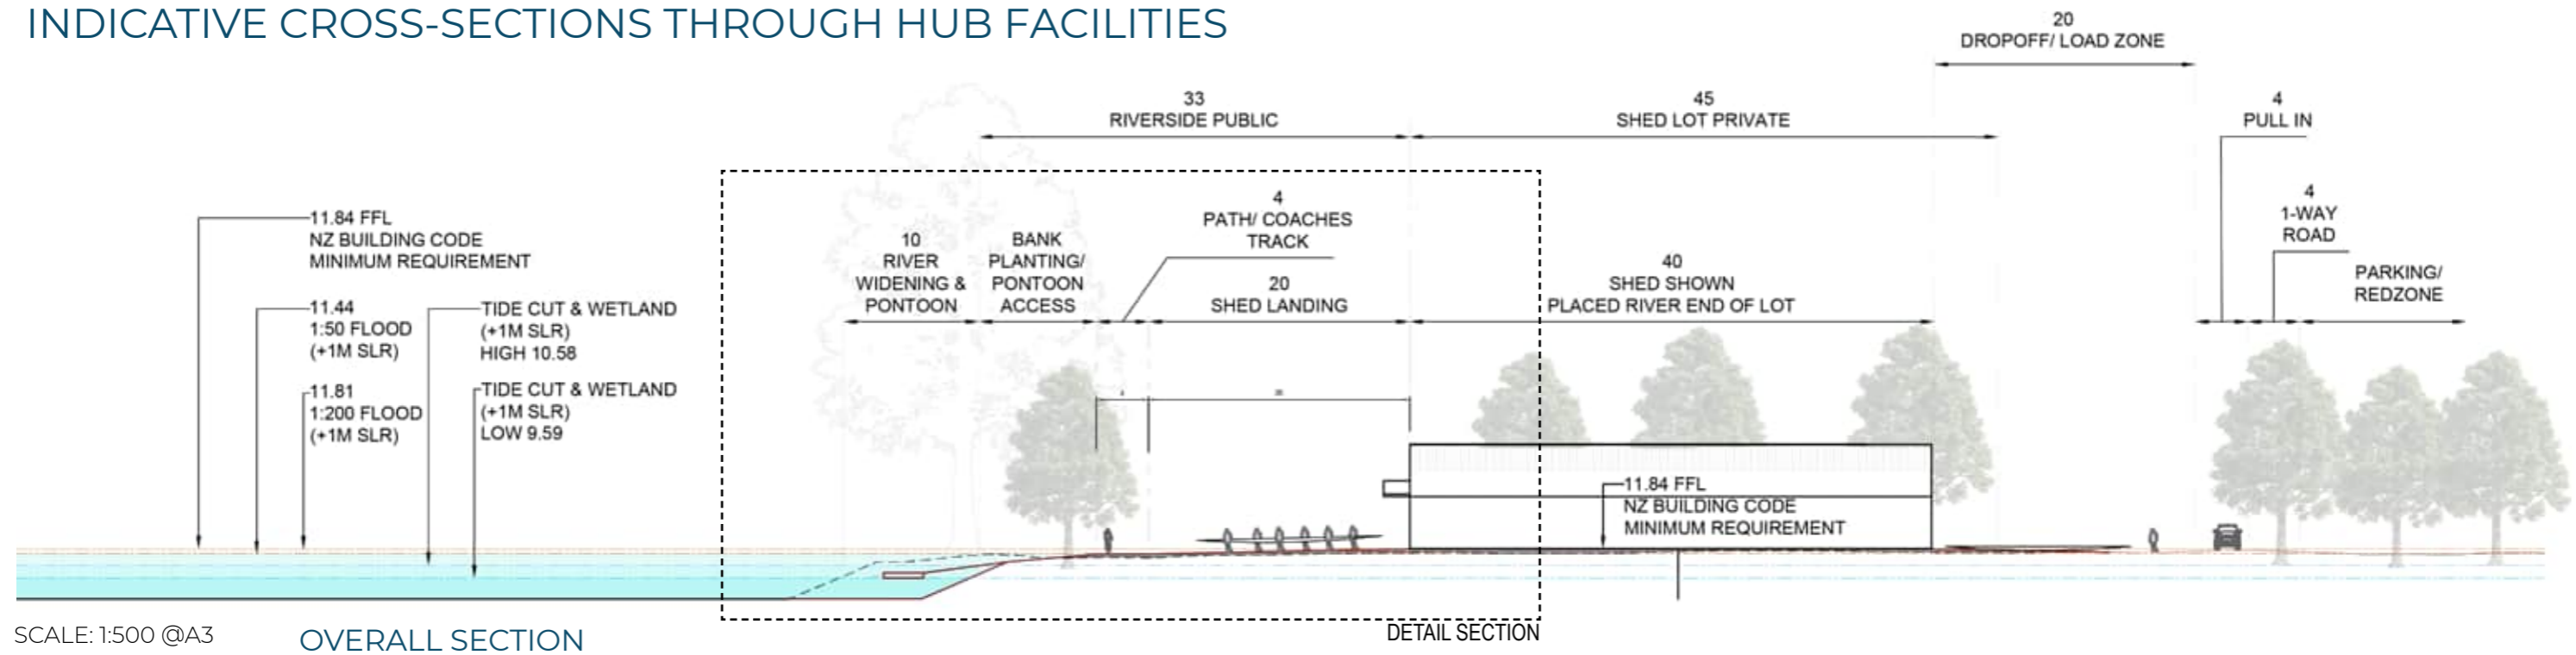 INDICATIVE CROSS-SECTIONS THROUGH HUB FACILITIES
20
DROPOFF/ LOAD ZONE
33
RIVERSIDE PUBLIC
45
SHED LOT PRIVATE
4
PULL IN
11.84 FFL
NZ BUILDING CODE
MINIMUM REQUIREMENT
11.44
1:50 FLOOD
(+1M SLR)
11.81
1:200 FLOOD
(+1M SLR)
TIDE CUT & WETLAND
(+1M SLR)
HIGH 10.58
TIDE CUT & WETLAND
(+1M SLR)
LOW 9.59
10
RIVER
WIDENING &
PONTOON
BANK
PLANTING/
PONTOON
ACCESS
4
PATH/ COACHES
TRACK
20
SHED LANDING
40
SHED SHOWN
PLACED RIVER END OF LOT
4
1-WAY
ROAD
PARKING/
REDZONE
11.84 FFL
NZ BUILDING CODE
MINIMUM REQUIREMENT
SCALE: 1:500 @A3
OVERALL SECTION
DETAIL SECTION